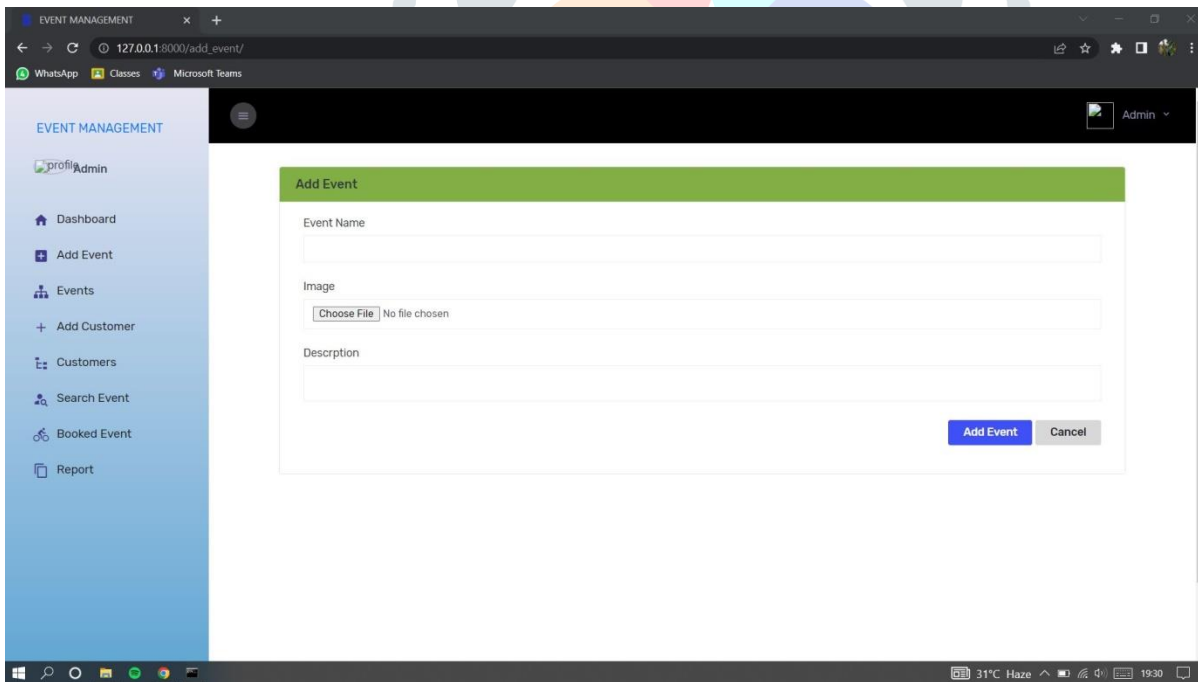 EVENT MANAGEMENT
127.0.0.1:8000/add_event/
WhatsApp Classes Microsoft Teams
EVENT MANAGEMENT
Admin
profile
Admin
Add Event
Dashboard
Event Name
Add Event
Events
Image
Choose File No file chosen
Add Customer
Descrption
Customers
Search Event
Booked Event
Add Event Cancel
Report
31°C Haze 19:30